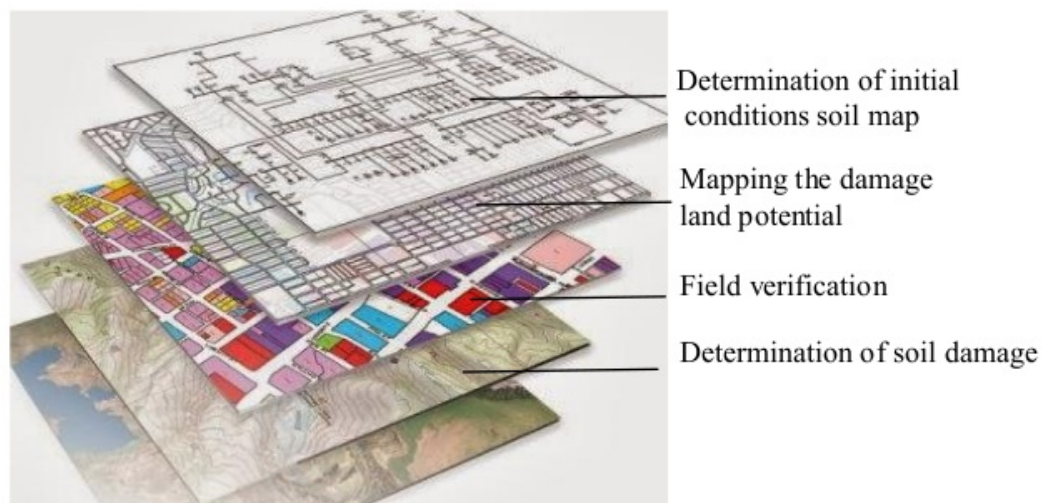 Determination of initial
conditions soil map
Mapping the damage
land potential
Field verification
Determination of soil damage